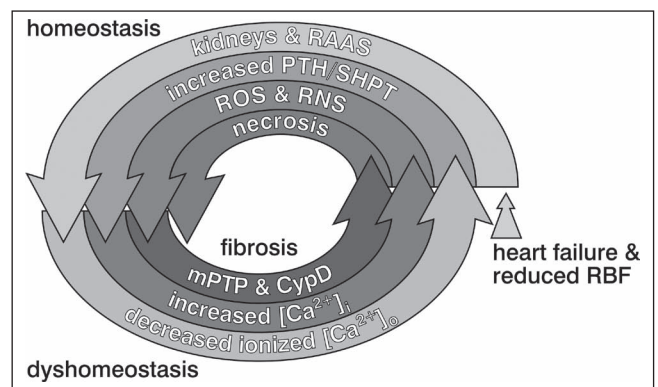 homeostasis
kidneys & RAAS
increased PTH/SHPT
ROS & RNS
necrosis
fibrosis
mPTP & CypD
increased [Ca²⁺]ᵢ
decreased ionized [Ca²⁺]ₒ
heart failure &
reduced RBF
dyshomeostasis